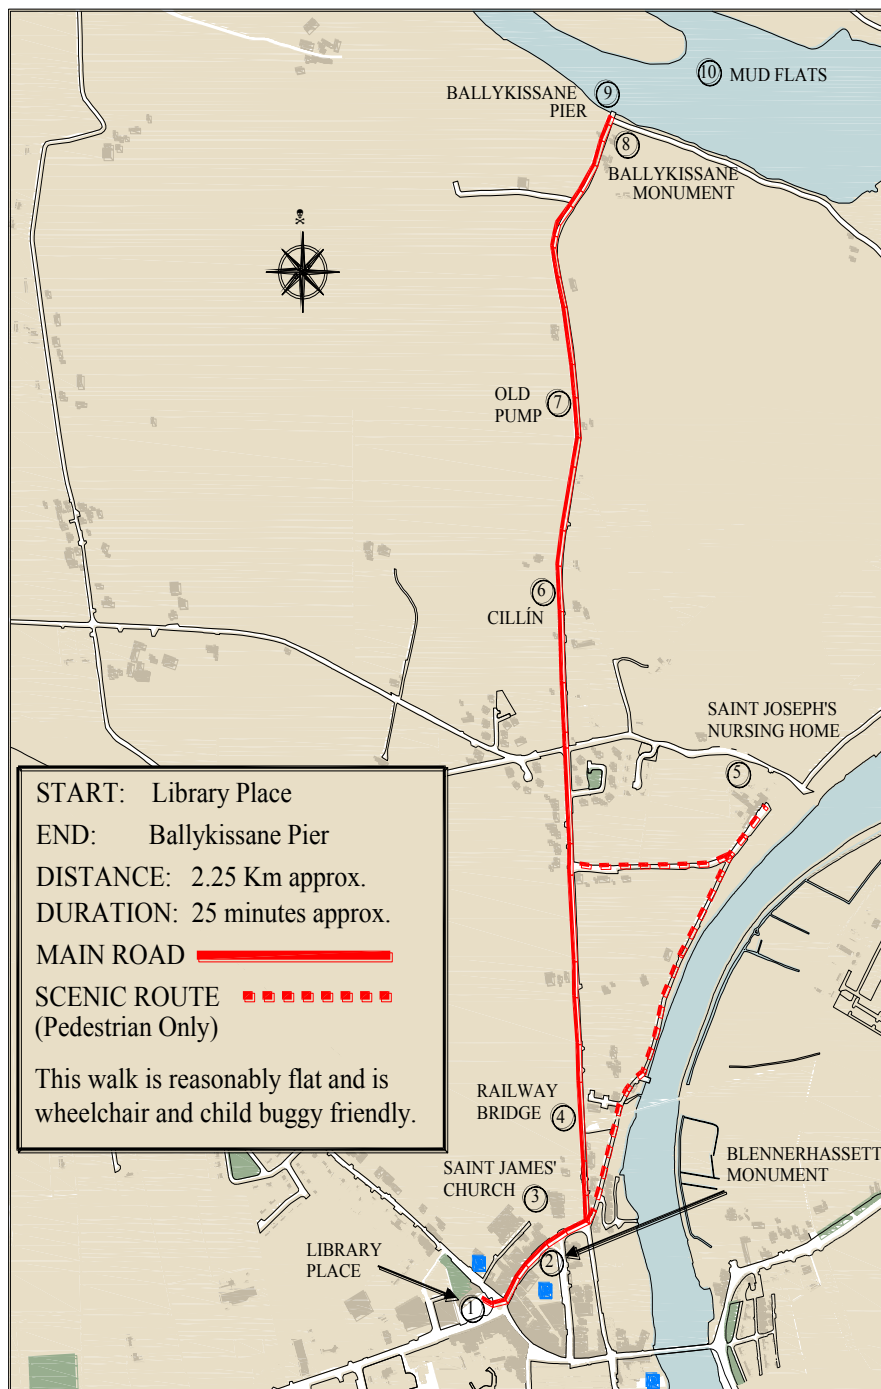 10 MUD FLATS
BALLYKISSANE
PIER
9
8
BALLYKISSANE
MONUMENT
OLD
PUMP
7
6
CILLÍN
SAINT JOSEPH'S
NURSING HOME
5
START: Library Place
END: Ballykissane Pier
DISTANCE: 2.25 Km approx.
DURATION: 25 minutes approx.
MAIN ROAD
SCENIC ROUTE
(Pedestrian Only)
This walk is reasonably flat and is
wheelchair and child buggy friendly.
RAILWAY
BRIDGE
4
BLENNERHASSETT
MONUMENT
SAINT JAMES'
CHURCH
3
2
LIBRARY
PLACE
1